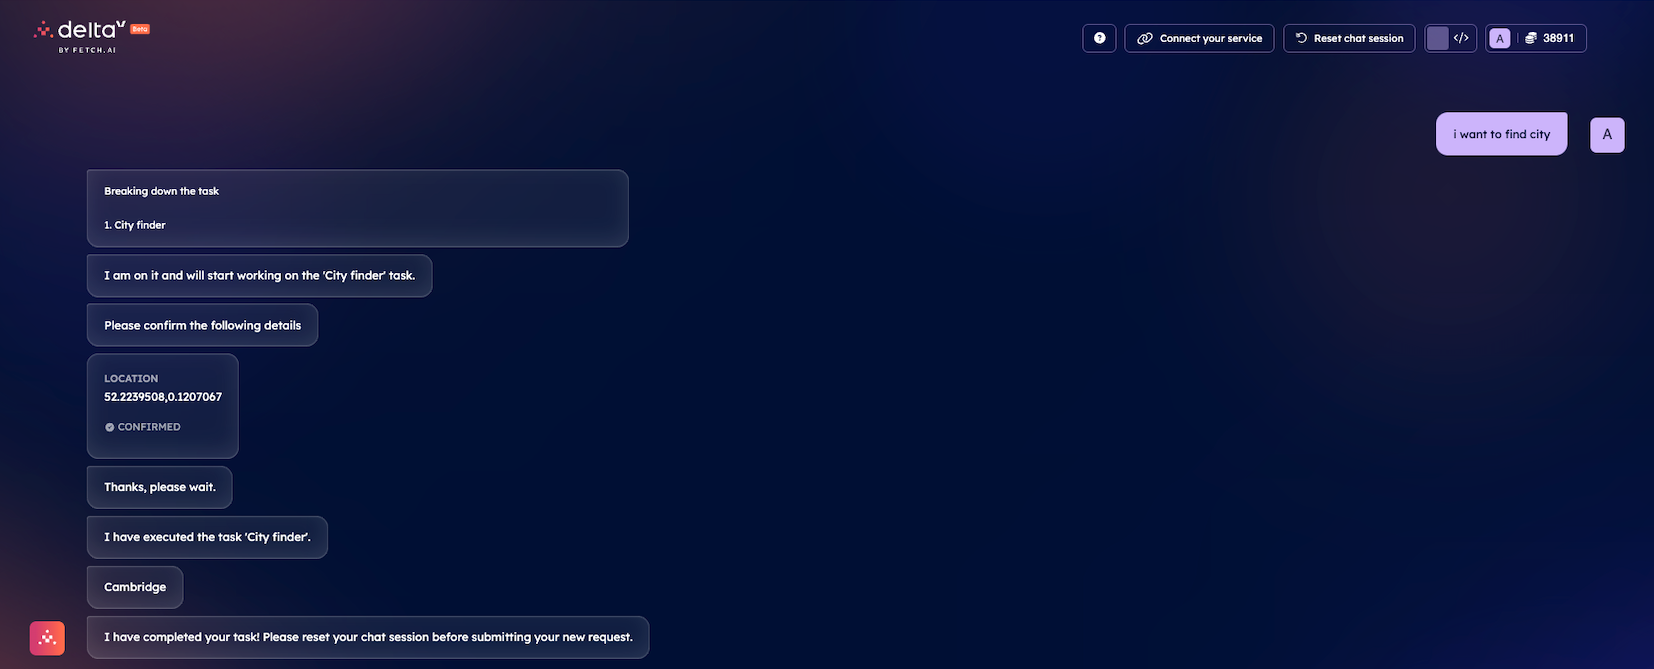 deltaV Beta
BY FETCH.AI
? Connect your service Reset chat session </> A 38911
i want to find city
A
Breaking down the task
1. City finder
I am on it and will start working on the 'City finder' task.
Please confirm the following details
LOCATION
52.2239508,0.1207067
CONFIRMED
Thanks, please wait.
I have executed the task 'City finder'.
Cambridge
I have completed your task! Please reset your chat session before submitting your new request.